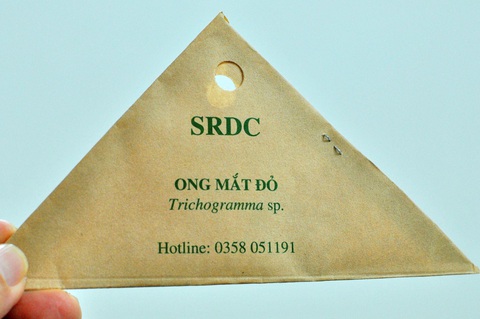 SRDC
ONG MẮT ĐỎ
Trichogramma sp.
Hotline: 0358 051191